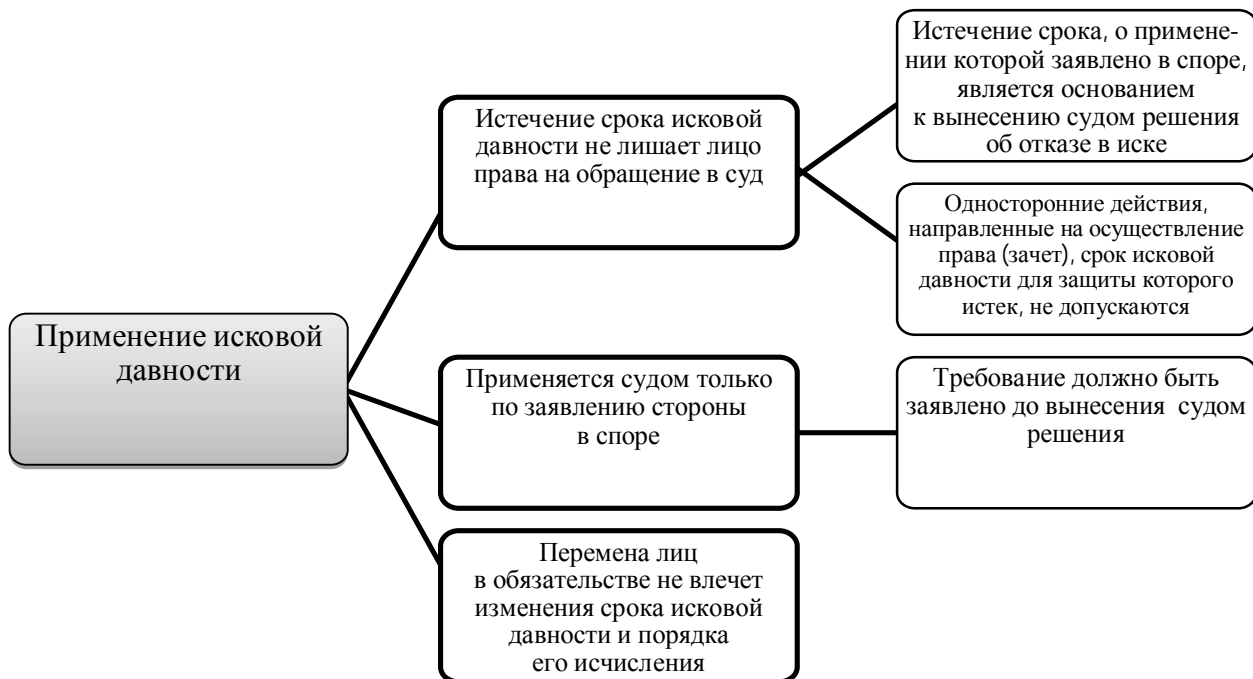 Применение исковой
давности
Истечение срока исковой
давности не лишает лицо
права на обращение в суд
Истечение срока, о примене-
нии которой заявлено в споре,
является основанием
к вынесению судом решения
об отказе в иске
Односторонние действия,
направленные на осуществление
права (зачет), срок исковой
давности для защиты которого
истек, не допускаются
Применяется судом только
по заявлению стороны
в споре
Требование должно быть
заявлено до вынесения судом
решения
Перемена лиц
в обязательстве не влечет
изменения срока исковой
давности и порядка
его исчисления